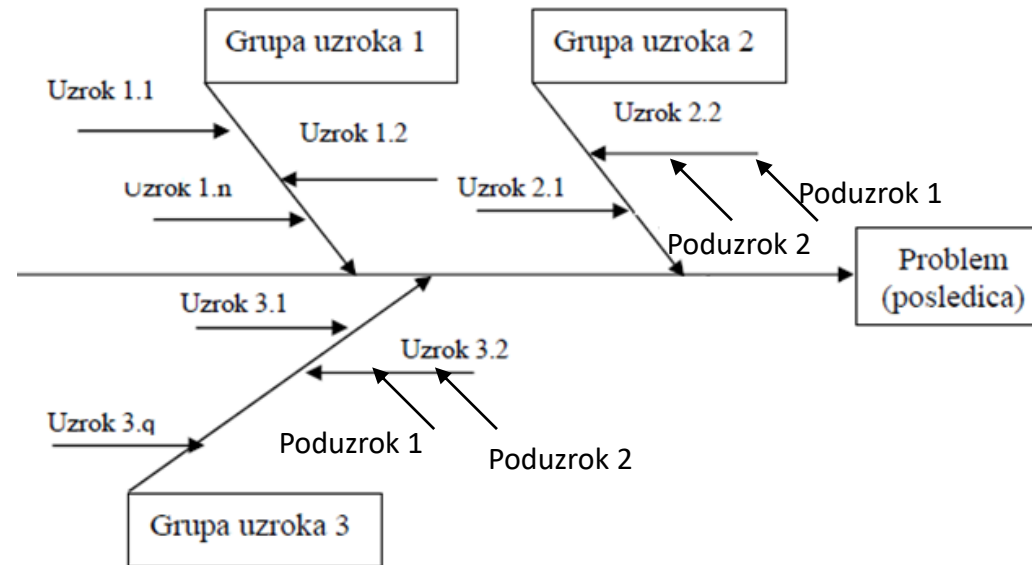 Grupa uzroka 1
Grupa uzroka 2
Uzrok 1.1
Uzrok 1.2
Uzrok 2.2
Uzrok 1.n
Uzrok 2.1
Poduzrok 1
Poduzrok 2
Problem
(posledica)
Uzrok 3.1
Uzrok 3.2
Uzrok 3.q
Poduzrok 1
Poduzrok 2
Grupa uzroka 3